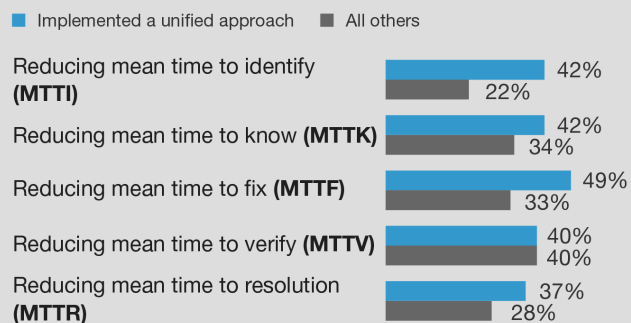 Implemented a unified approach All others
Reducing mean time to identify
(MTTI)
42%
22%
Reducing mean time to know (MTTK)
42%
34%
Reducing mean time to fix (MTTF)
49%
33%
Reducing mean time to verify (MTTV)
40%
40%
Reducing mean time to resolution
(MTTR)
37%
28%